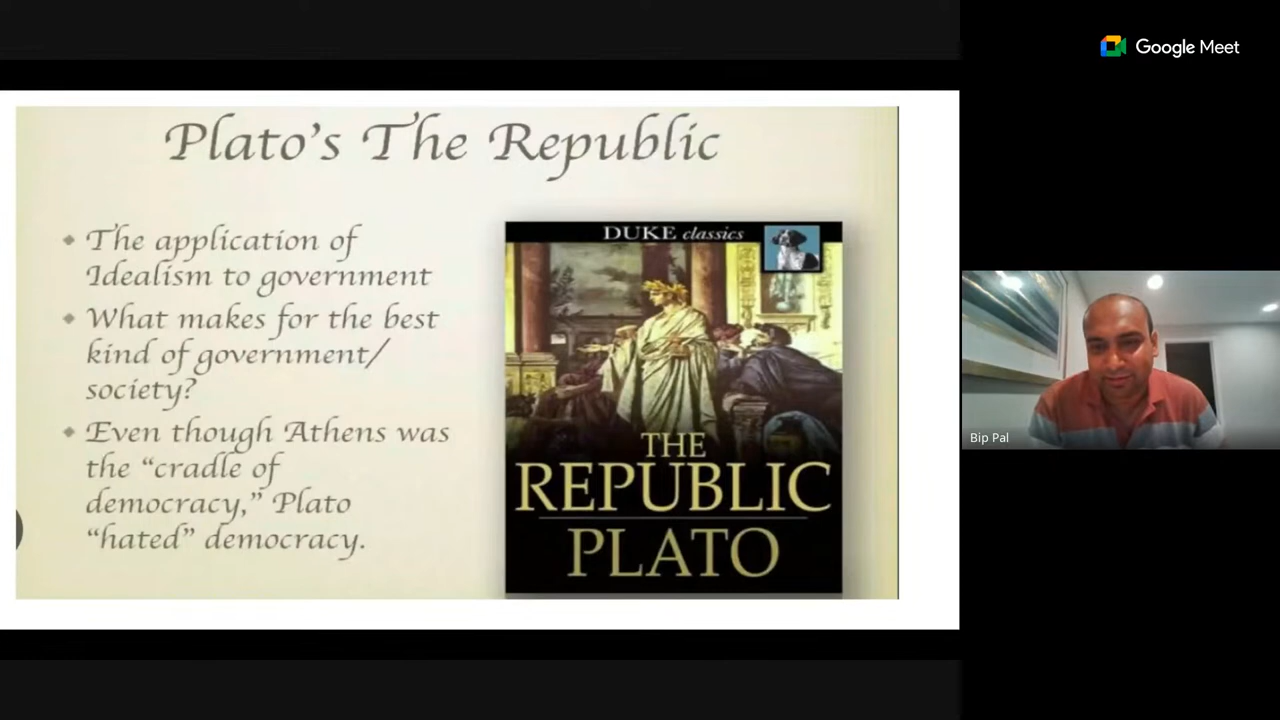 Plato's The Republic
The application of
Idealism to government
What makes for the best
kind of government/
society?
Even though Athens was
the “cradle of
democracy,” Plato
“hated” democracy.
DUKE classics
THE
REPUBLIC
PLATO
Google Meet
Bip Pal